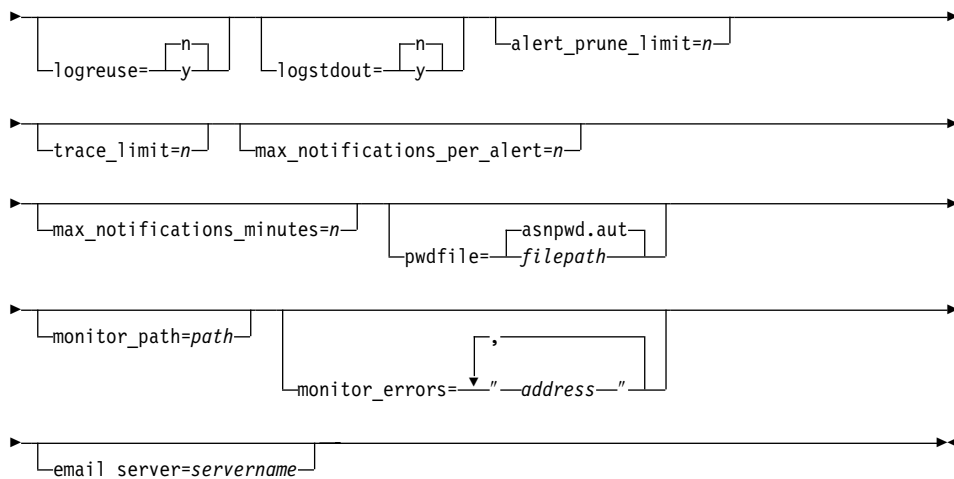 n n alert_prune_limit=n
logreuse= y logstdout= y
trace_limit=n max_notifications_per_alert=n
max_notifications_minutes=n asnpwd.aut
pwdfile= filepath
monitor_path=path ,
monitor_errors= " address "
email server=servername